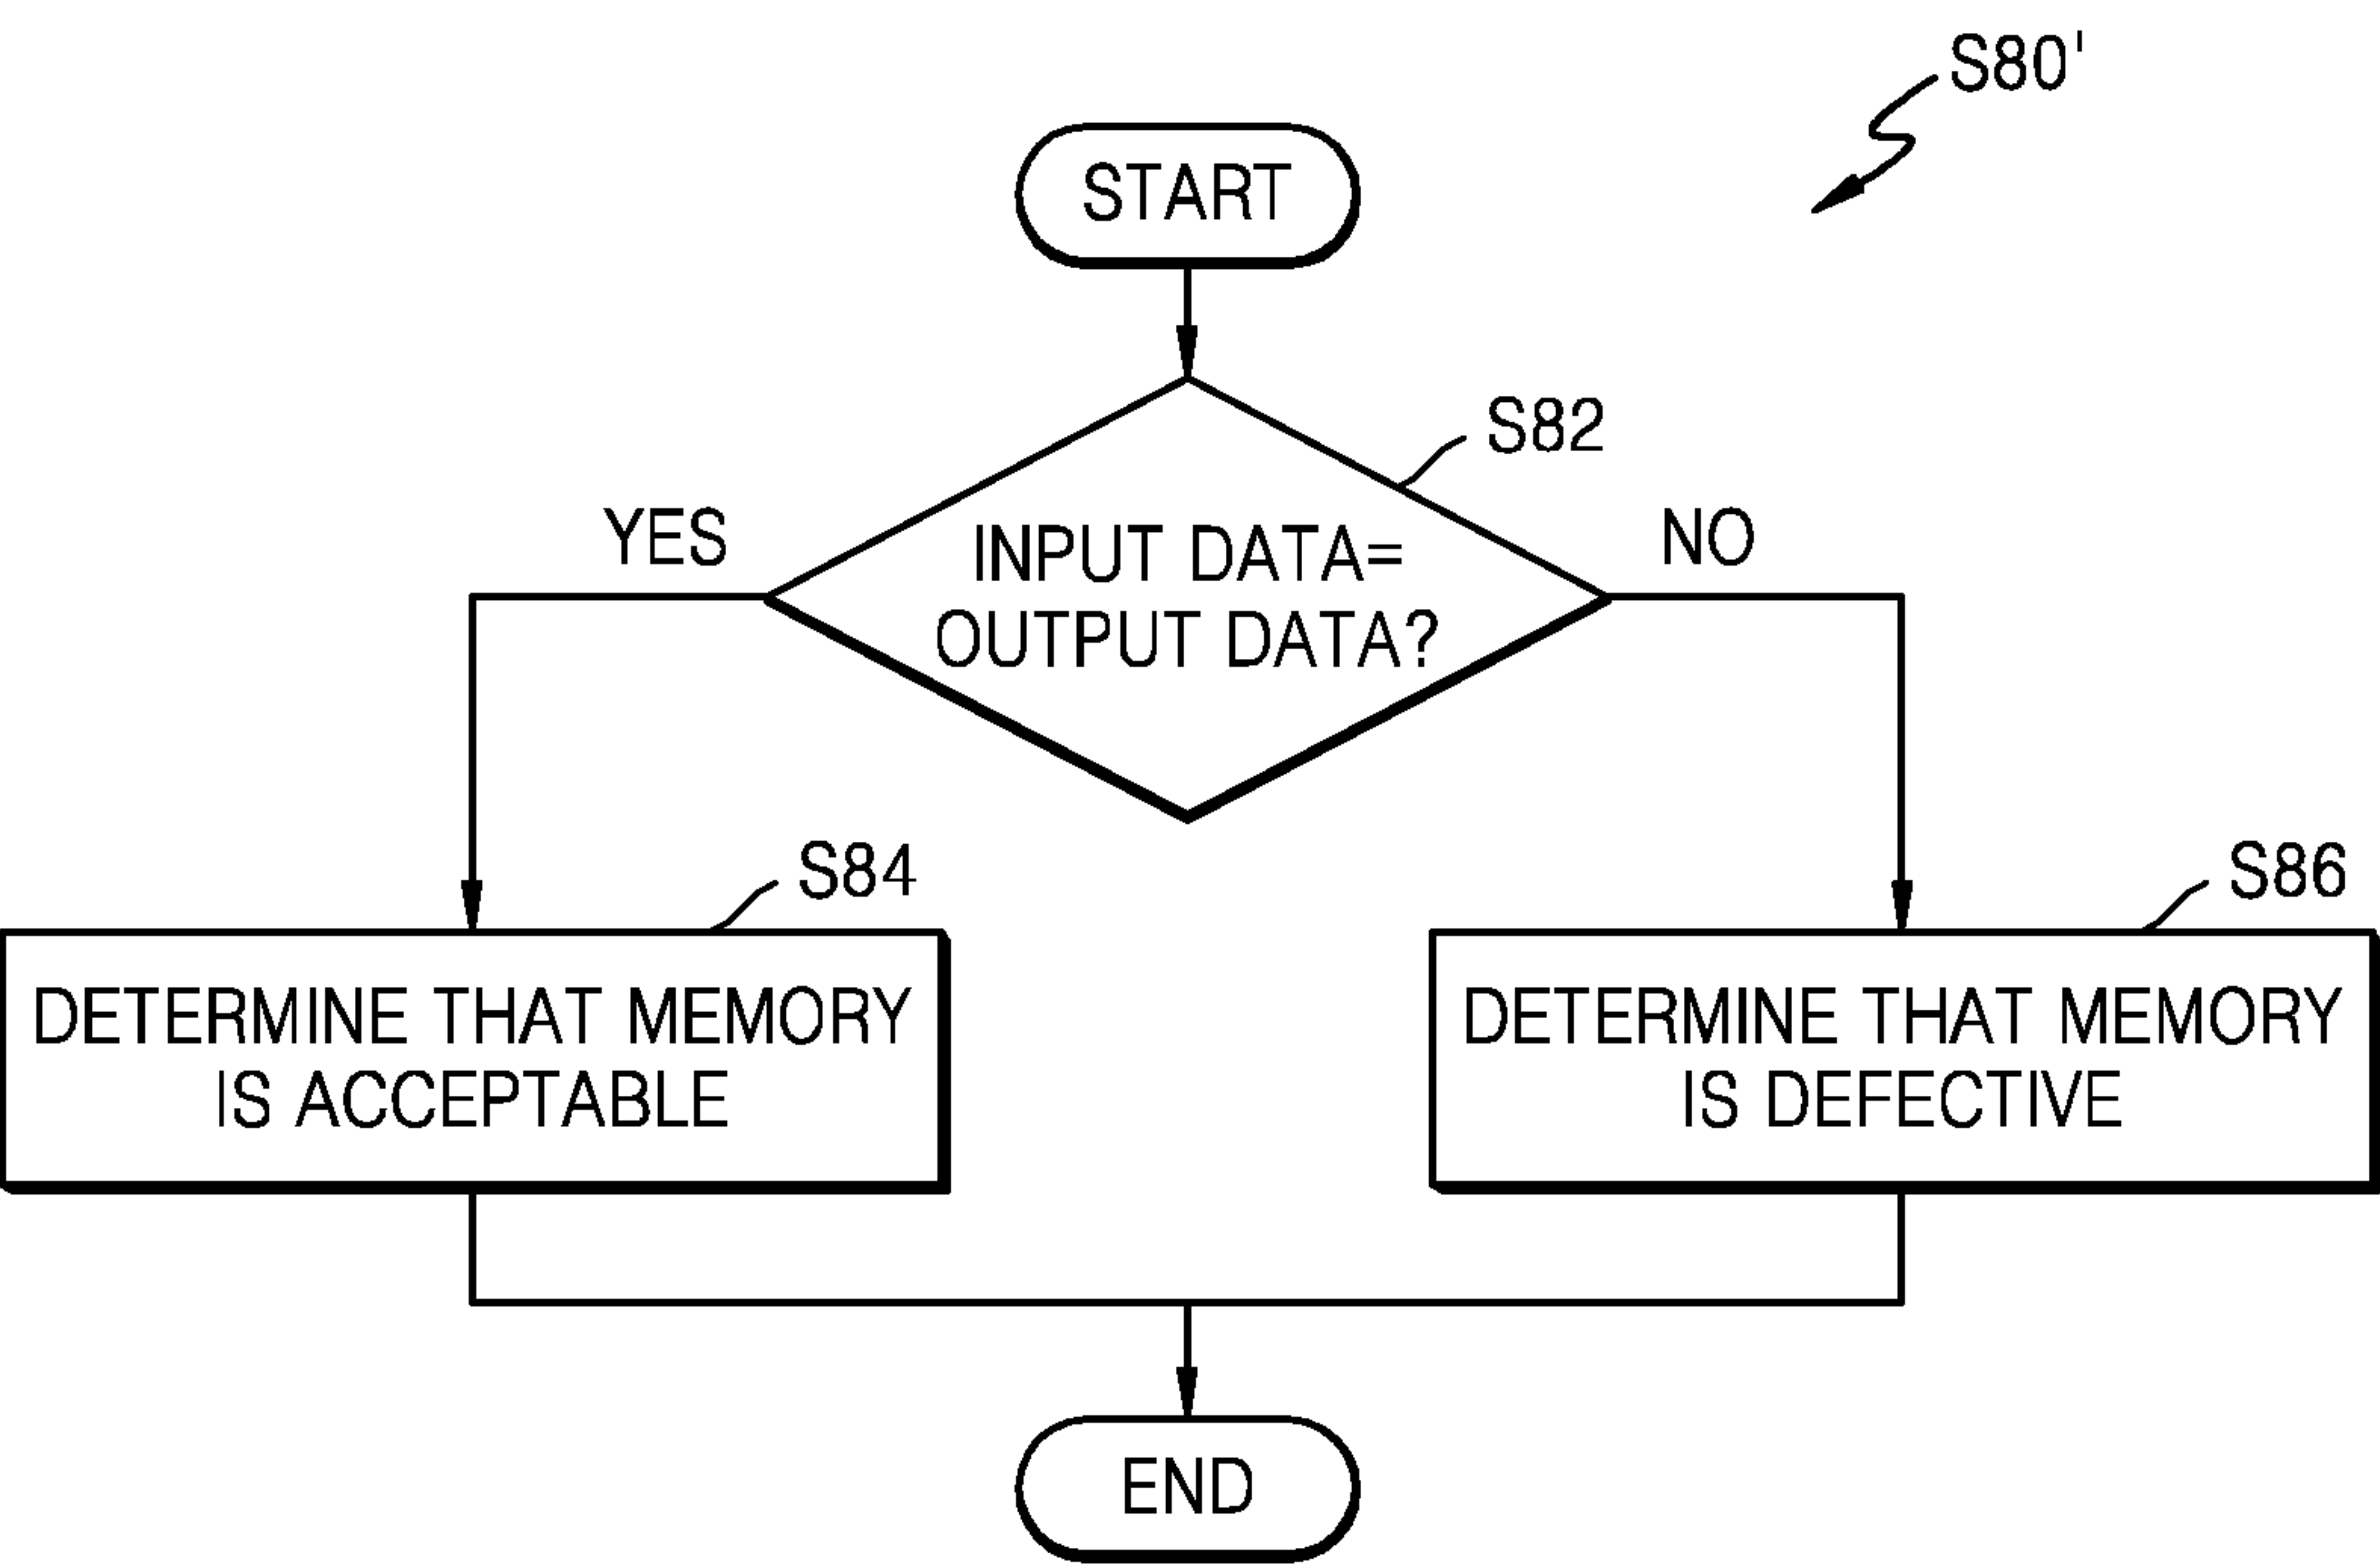 S80'
START
S82
YES
NO
INPUT DATA=
OUTPUT DATA?
S84
S86
DETERMINE THAT MEMORY
IS ACCEPTABLE
DETERMINE THAT MEMORY
IS DEFECTIVE
END